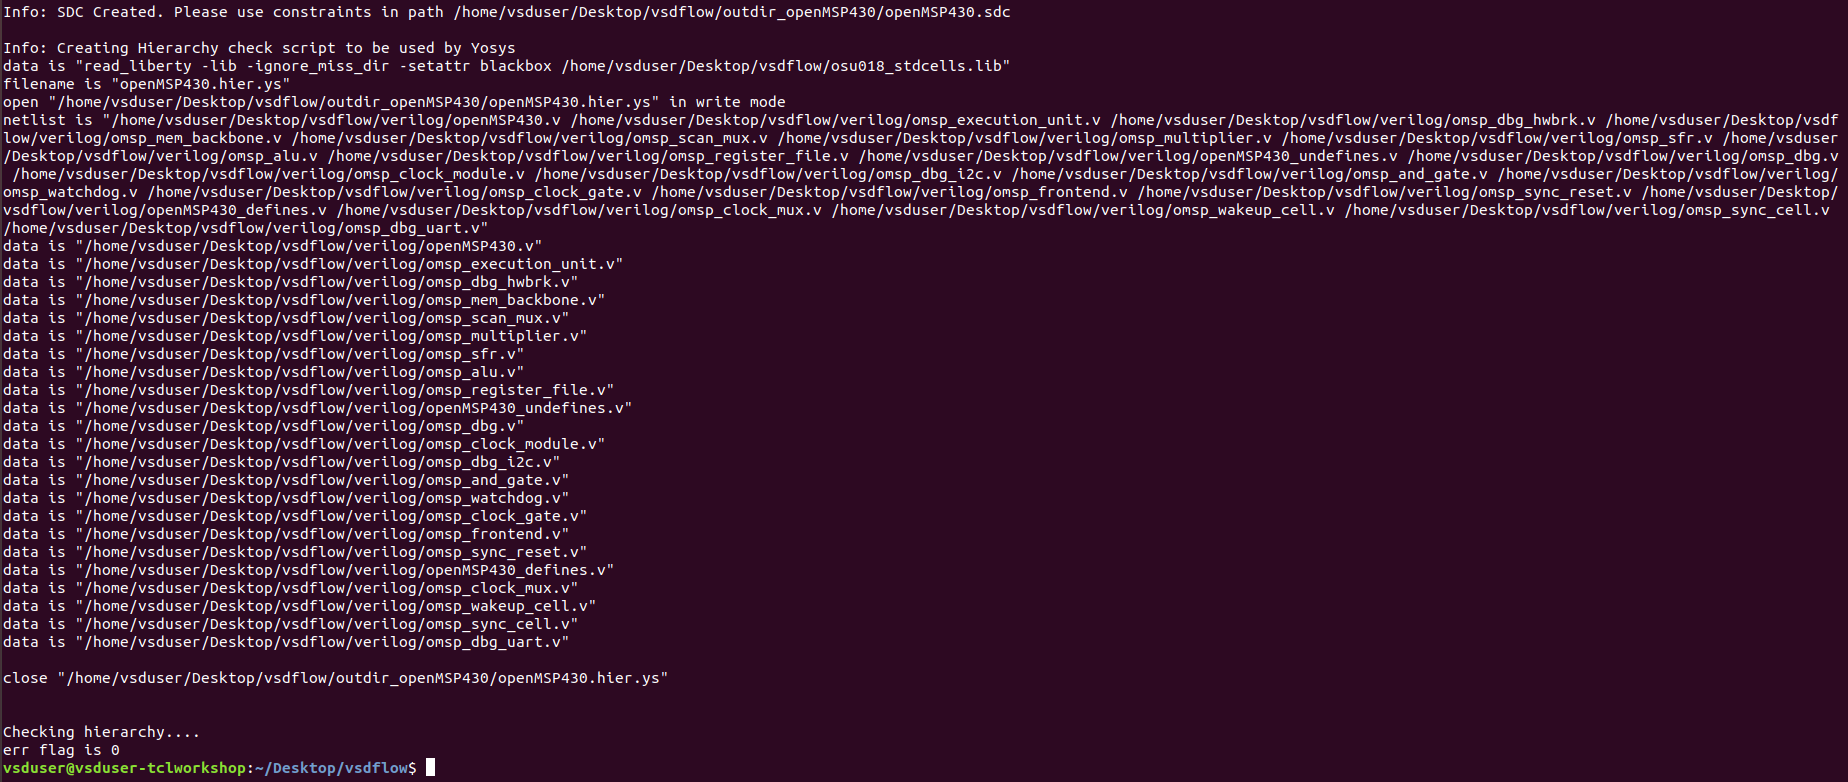 Info: SDC Created. Please use constraints in path /home/vsduser/Desktop/vsdflow/outdir_openMSP430/openMSP430.sdc
Info: Creating Hierarchy check script to be used by Yosys
data is "read_liberty -lib -ignore_miss_dir -setattr blackbox /home/vsduser/Desktop/vsdflow/osu018_stdcells.lib"
filename is "openMSP430.hier.ys"
open "/home/vsduser/Desktop/vsdflow/outdir_openMSP430/openMSP430.hier.ys" in write mode
netlist is "/home/vsduser/Desktop/vsdflow/verilog/openMSP430.v /home/vsduser/Desktop/vsdflow/verilog/omsp_execution_unit.v /home/vsduser/Desktop/vsdflow/verilog/omsp_dbg_hwbrk.v /home/vsduser/Desktop/vsdf
low/verilog/omsp_mem_backbone.v /home/vsduser/Desktop/vsdflow/verilog/omsp_scan_mux.v /home/vsduser/Desktop/vsdflow/verilog/omsp_multiplier.v /home/vsduser/Desktop/vsdflow/verilog/omsp_sfr.v /home/vsduser
/Desktop/vsdflow/verilog/omsp_alu.v /home/vsduser/Desktop/vsdflow/verilog/omsp_register_file.v /home/vsduser/Desktop/vsdflow/verilog/openMSP430_undefines.v /home/vsduser/Desktop/vsdflow/verilog/omsp_dbg.v
 /home/vsduser/Desktop/vsdflow/verilog/omsp_clock_module.v /home/vsduser/Desktop/vsdflow/verilog/omsp_dbg_i2c.v /home/vsduser/Desktop/vsdflow/verilog/omsp_and_gate.v /home/vsduser/Desktop/vsdflow/verilog/
omsp_watchdog.v /home/vsduser/Desktop/vsdflow/verilog/omsp_clock_gate.v /home/vsduser/Desktop/vsdflow/verilog/omsp_frontend.v /home/vsduser/Desktop/vsdflow/verilog/omsp_sync_reset.v /home/vsduser/Desktop/
vsdflow/verilog/openMSP430_defines.v /home/vsduser/Desktop/vsdflow/verilog/omsp_clock_mux.v /home/vsduser/Desktop/vsdflow/verilog/omsp_wakeup_cell.v /home/vsduser/Desktop/vsdflow/verilog/omsp_sync_cell.v
/home/vsduser/Desktop/vsdflow/verilog/omsp_dbg_uart.v"
data is "/home/vsduser/Desktop/vsdflow/verilog/openMSP430.v"
data is "/home/vsduser/Desktop/vsdflow/verilog/omsp_execution_unit.v"
data is "/home/vsduser/Desktop/vsdflow/verilog/omsp_dbg_hwbrk.v"
data is "/home/vsduser/Desktop/vsdflow/verilog/omsp_mem_backbone.v"
data is "/home/vsduser/Desktop/vsdflow/verilog/omsp_scan_mux.v"
data is "/home/vsduser/Desktop/vsdflow/verilog/omsp_multiplier.v"
data is "/home/vsduser/Desktop/vsdflow/verilog/omsp_sfr.v"
data is "/home/vsduser/Desktop/vsdflow/verilog/omsp_alu.v"
data is "/home/vsduser/Desktop/vsdflow/verilog/omsp_register_file.v"
data is "/home/vsduser/Desktop/vsdflow/verilog/openMSP430_undefines.v"
data is "/home/vsduser/Desktop/vsdflow/verilog/omsp_dbg.v"
data is "/home/vsduser/Desktop/vsdflow/verilog/omsp_clock_module.v"
data is "/home/vsduser/Desktop/vsdflow/verilog/omsp_dbg_i2c.v"
data is "/home/vsduser/Desktop/vsdflow/verilog/omsp_and_gate.v"
data is "/home/vsduser/Desktop/vsdflow/verilog/omsp_watchdog.v"
data is "/home/vsduser/Desktop/vsdflow/verilog/omsp_clock_gate.v"
data is "/home/vsduser/Desktop/vsdflow/verilog/omsp_frontend.v"
data is "/home/vsduser/Desktop/vsdflow/verilog/omsp_sync_reset.v"
data is "/home/vsduser/Desktop/vsdflow/verilog/openMSP430_defines.v"
data is "/home/vsduser/Desktop/vsdflow/verilog/omsp_clock_mux.v"
data is "/home/vsduser/Desktop/vsdflow/verilog/omsp_wakeup_cell.v"
data is "/home/vsduser/Desktop/vsdflow/verilog/omsp_sync_cell.v"
data is "/home/vsduser/Desktop/vsdflow/verilog/omsp_dbg_uart.v"
close "/home/vsduser/Desktop/vsdflow/outdir_openMSP430/openMSP430.hier.ys"
Checking hierarchy....
err flag is 0
vsduser@vsduser-tclworkshop:~/Desktop/vsdflow$